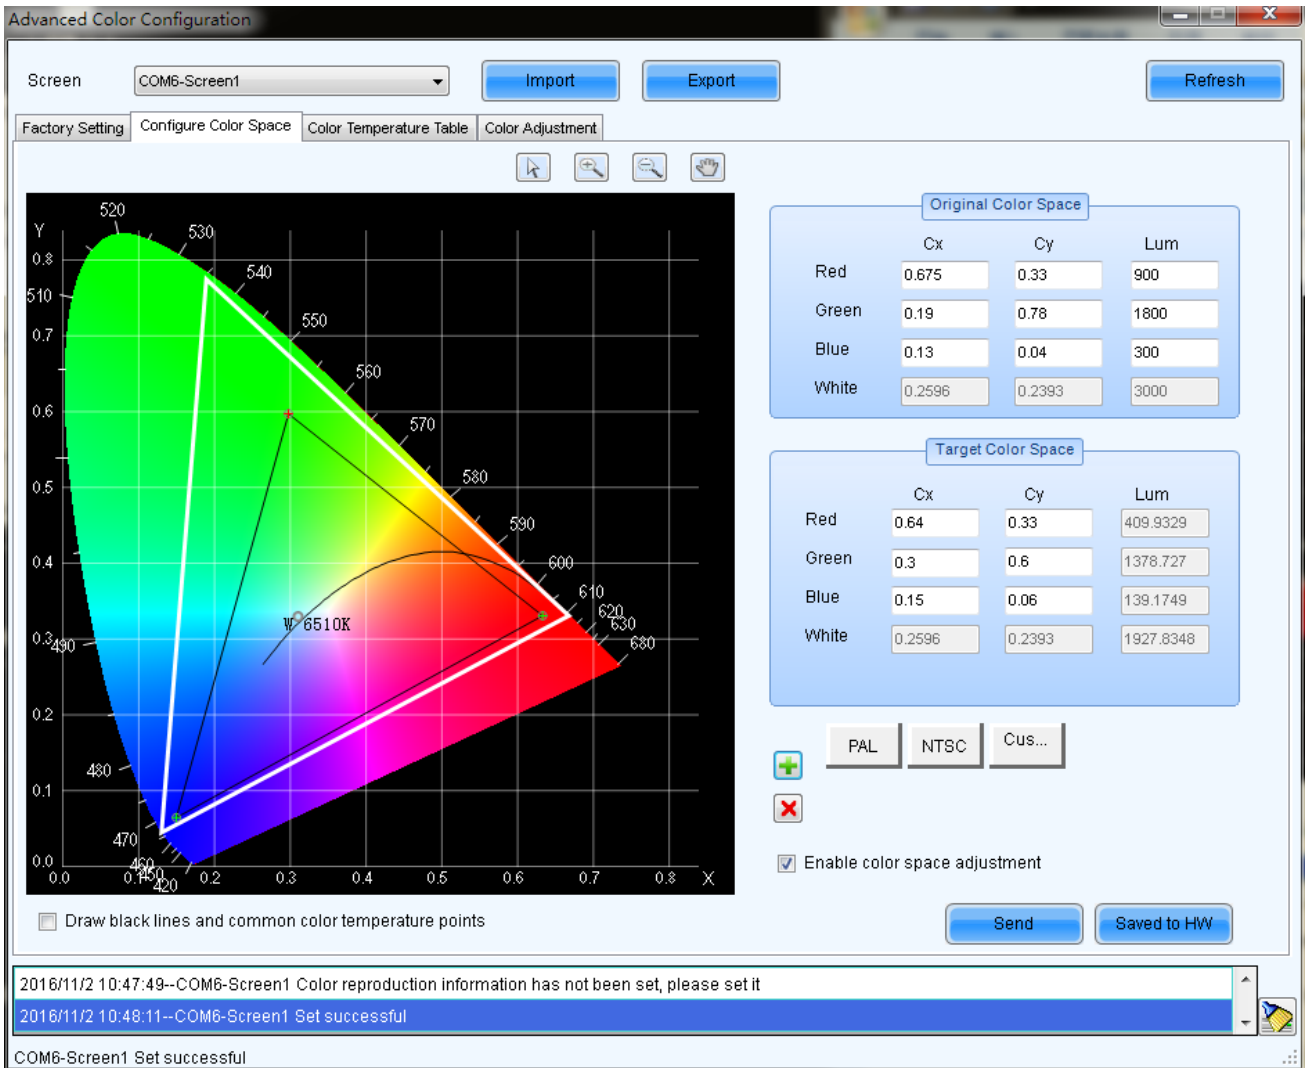 Advanced Color Configuration
Screen COM6-Screen1 Import Export Refresh
Factory Setting Configure Color Space Color Temperature Table Color Adjustment
Y
0.8
0.7
0.6
0.5
0.4
0.3
0.2
0.1
0.0
0.0 0.1 0.2 0.3 0.4 0.5 0.6 0.7 0.8 X
520
530
540
510
550
560
570
580
590
600
610
620
630
680
490
480
470
460
450
420
W 6510K
Original Color Space
Cx Cy Lum
Red 0.675 0.33 900
Green 0.19 0.78 1800
Blue 0.13 0.04 300
White 0.2596 0.2393 3000
Target Color Space
Cx Cy Lum
Red 0.64 0.33 409.9329
Green 0.3 0.6 1378.727
Blue 0.15 0.06 139.1749
White 0.2596 0.2393 1927.8348
PAL NTSC Cus...
Enable color space adjustment
Draw black lines and common color temperature points
Send Saved to HW
2016/11/2 10:47:49--COM6-Screen1 Color reproduction information has not been set, please set it
2016/11/2 10:48:11--COM6-Screen1 Set successful
COM6-Screen1 Set successful